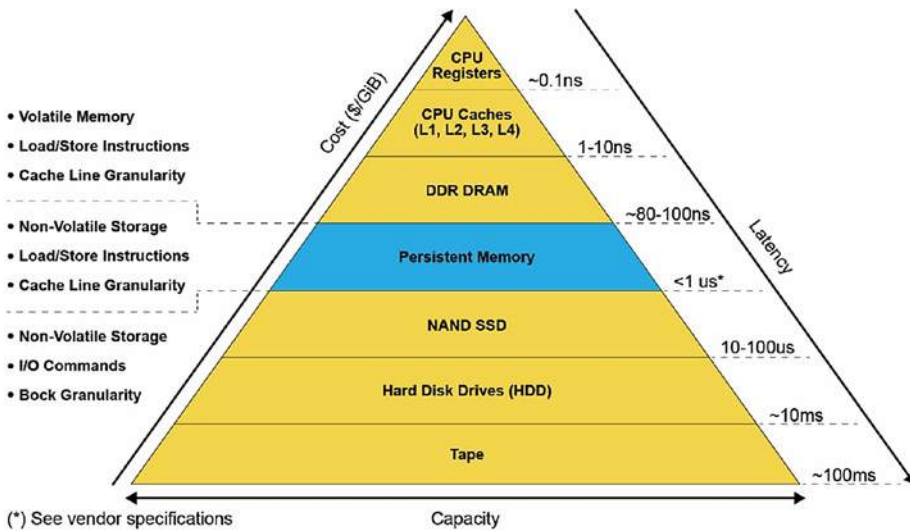 CPU
Registers
~0.1ns
CPU Caches
(L1, L2, L3, L4)
1-10ns
DDR DRAM
~80-100ns
Persistent Memory
<1 us*
NAND SSD
10-100us
Hard Disk Drives (HDD)
~10ms
Tape
~100ms
Cost ($/GiB)
Latency
Capacity
• Volatile Memory
• Load/Store Instructions
• Cache Line Granularity
• Non-Volatile Storage
• Load/Store Instructions
• Cache Line Granularity
• Non-Volatile Storage
• I/O Commands
• Bock Granularity
(*) See vendor specifications